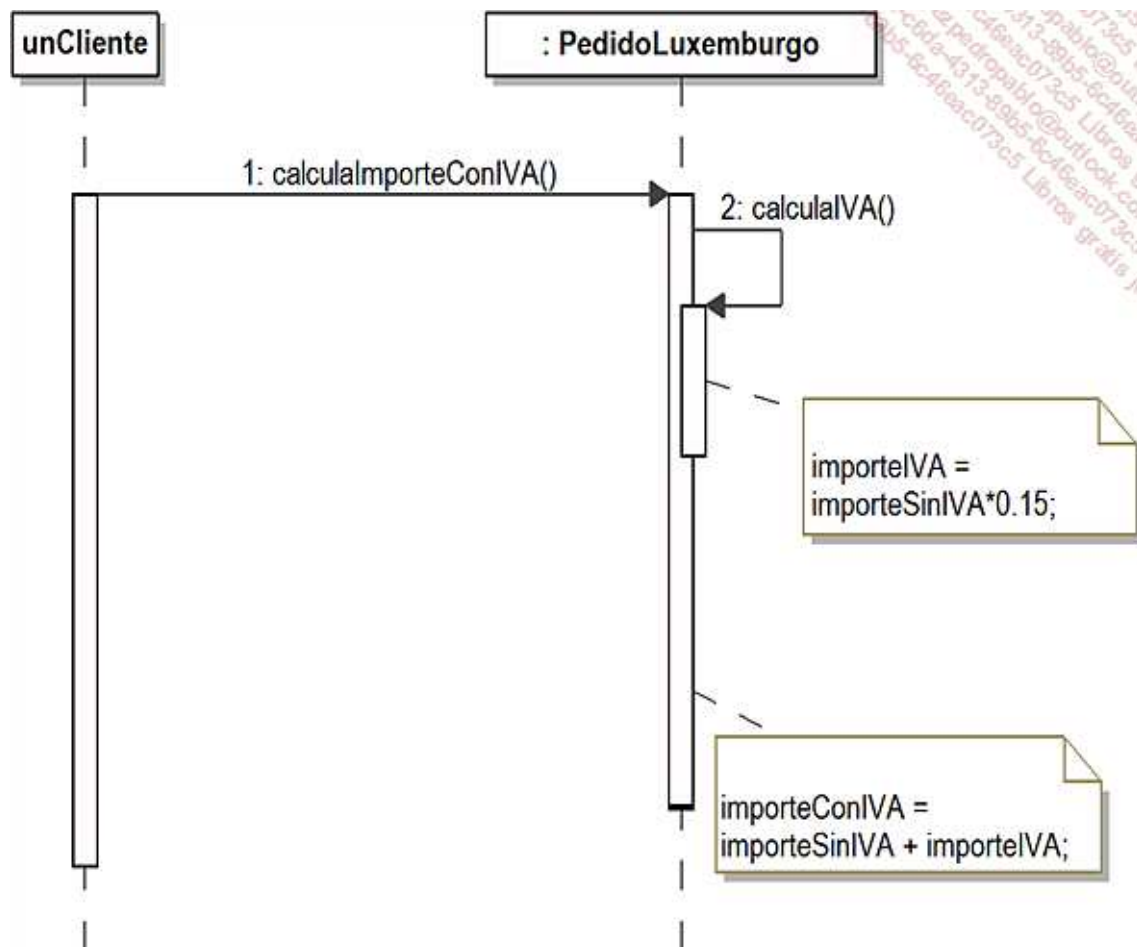 unCliente
: PedidoLuxemburgo
1: calculaImporteConIVA()
2: calculaIVA()
importeIVA =
importeSinIVA*0.15;
importeConIVA =
importeSinIVA + importeIVA;